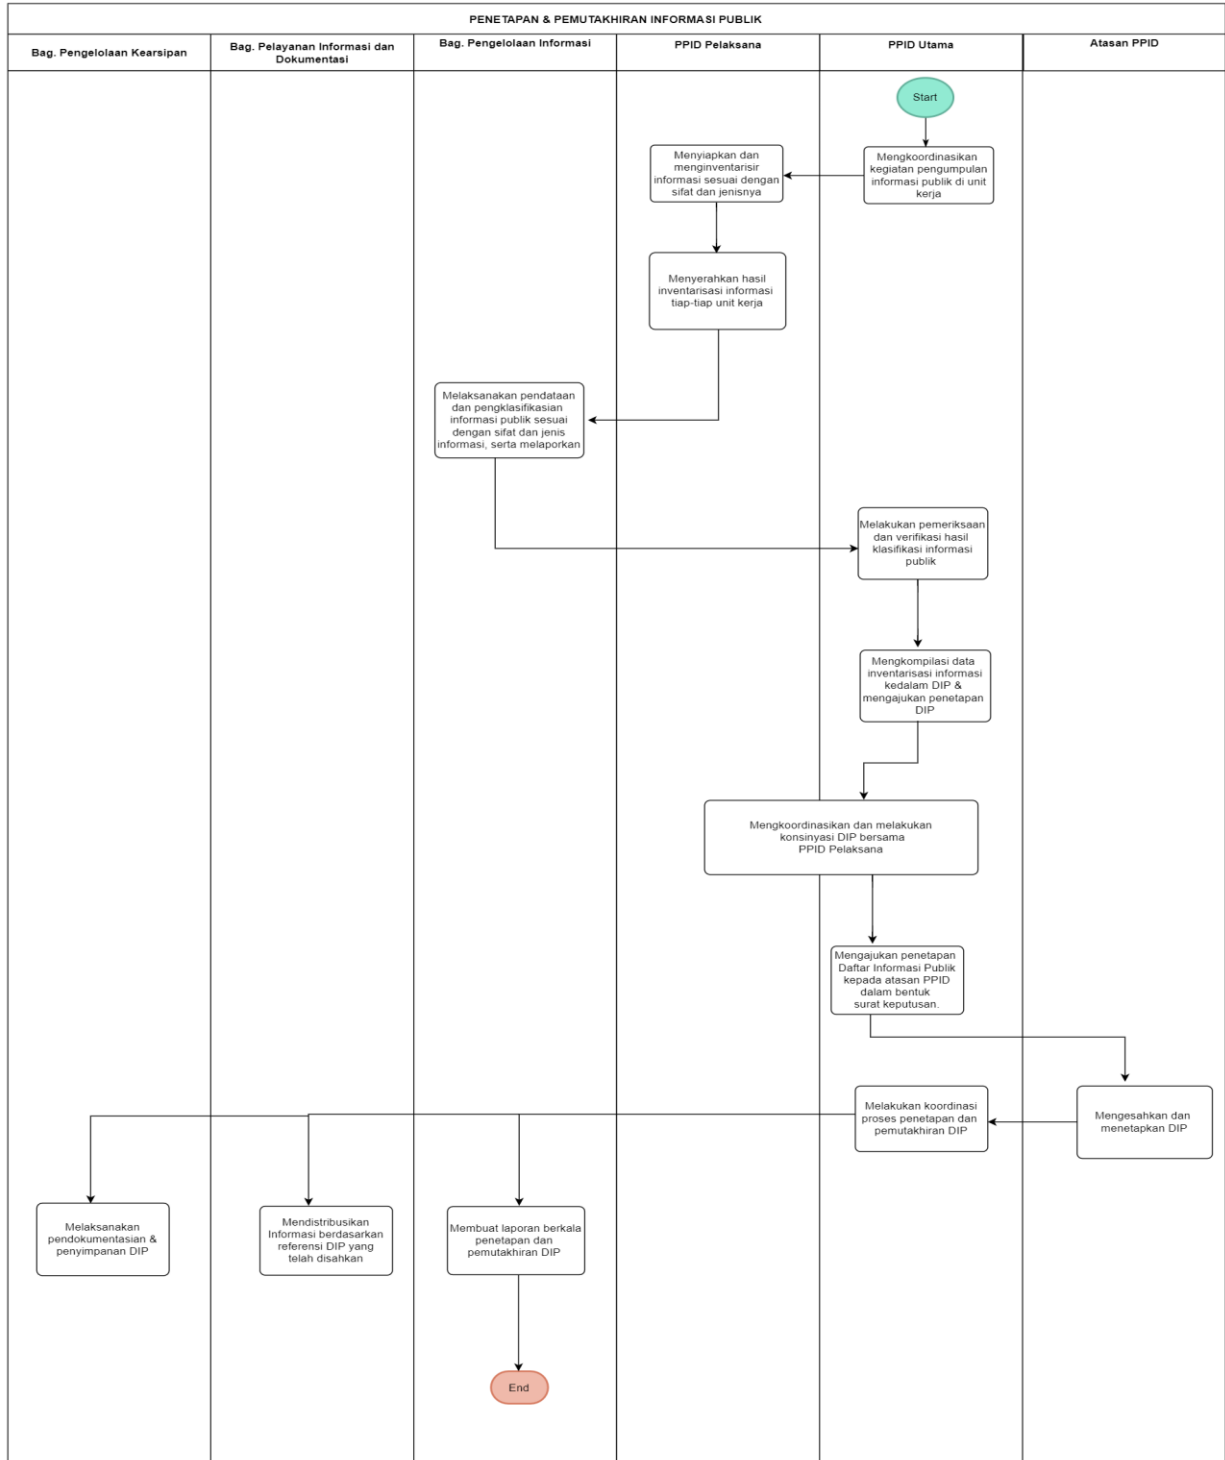 PENETAPAN & PEMUTAKHIRAN INFORMASI PUBLIK
Bag. Pengelolaan Kearsipan
Bag. Pelayanan Informasi dan
Dokumentasi
Bag. Pengelolaan Informasi
PPID Pelaksana
PPID Utama
Atasan PPID
Start
Mengkoordinasikan
kegiatan pengumpulan
informasi publik di unit
kerja
Menyiapkan dan
menginventarisir
informasi sesuai dengan
sifat dan jenisnya
Menyerahkan hasil
inventarisasi informasi
tiap-tiap unit kerja
Melaksanakan pendataan
dan pengklasifikasian
informasi publik sesuai
dengan sifat dan jenis
informasi, serta melaporkan
Melakukan pemeriksaan
dan verifikasi hasil
klasifikasi informasi
publik
Mengkompilasi data
inventarisasi informasi
kedalam DIP &
mengajukan penetapan
DIP
Mengkoordinasikan dan melakukan
konsinyasi DIP bersama
PPID Pelaksana
Mengajukan penetapan
Daftar Informasi Publik
kepada atasan PPID
dalam bentuk
surat keputusan.
Mengesahkan dan
menetapkan DIP
Melakukan koordinasi
proses penetapan dan
pemutakhiran DIP
Melaksanakan
pendokumentasian &
penyimpanan DIP
Mendistribusikan
Informasi berdasarkan
referensi DIP yang
telah disahkan
Membuat laporan berkala
penetapan dan
pemutakhiran DIP
End